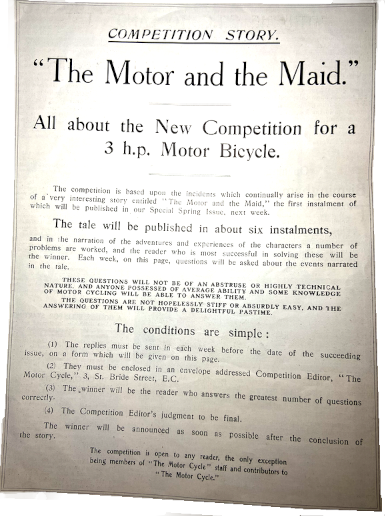 COMPETITION STORY.
"The Motor and the Maid."
All about the New Competition for a
3 h.p. Motor Bicycle.
The competition is based upon the incidents which continually arise in the course
of a very interesting story entitled "The Motor and the Maid," the first instalment of
which will be published in our Special Spring Issue, next week.
The tale will be published in about six instalments,
and in the narration of the adventures and experiences of the characters a number of
problems are worked, and the reader who is most successful in solving these will be
the winner. Each week, on this page, questions will be asked about the events narrated
in the tale.
THESE QUESTIONS WILL NOT BE OF AN ABSTRUSE OR HIGHLY TECHNICAL
NATURE, AND ANYONE POSSESSED OF AVERAGE ABILITY AND SOME KNOWLEDGE
OF MOTOR CYCLING WILL BE ABLE TO ANSWER THEM.
THE QUESTIONS ARE NOT HOPELESSLY STIFF OR ABSURDLY EASY, AND THE
ANSWERING OF THEM WILL PROVIDE A DELIGHTFUL PASTIME.
The conditions are simple:
(1) The replies must be sent in each week before the date of the succeeding
issue, on a form which will be given on this page.
(2) They must be enclosed in an envelope addressed Competition Editor, "The
Motor Cycle," 3, St. Bride Street, E.C.
(3) The winner will be the reader who answers the greatest number of questions
correctly.
(4) The Competition Editor's judgment to be final.
The winner will be announced as soon as possible after the conclusion of
the story.
The competition is open to any reader, the only exception
being members of "The Motor Cycle" staff and contributors to
"The Motor Cycle."